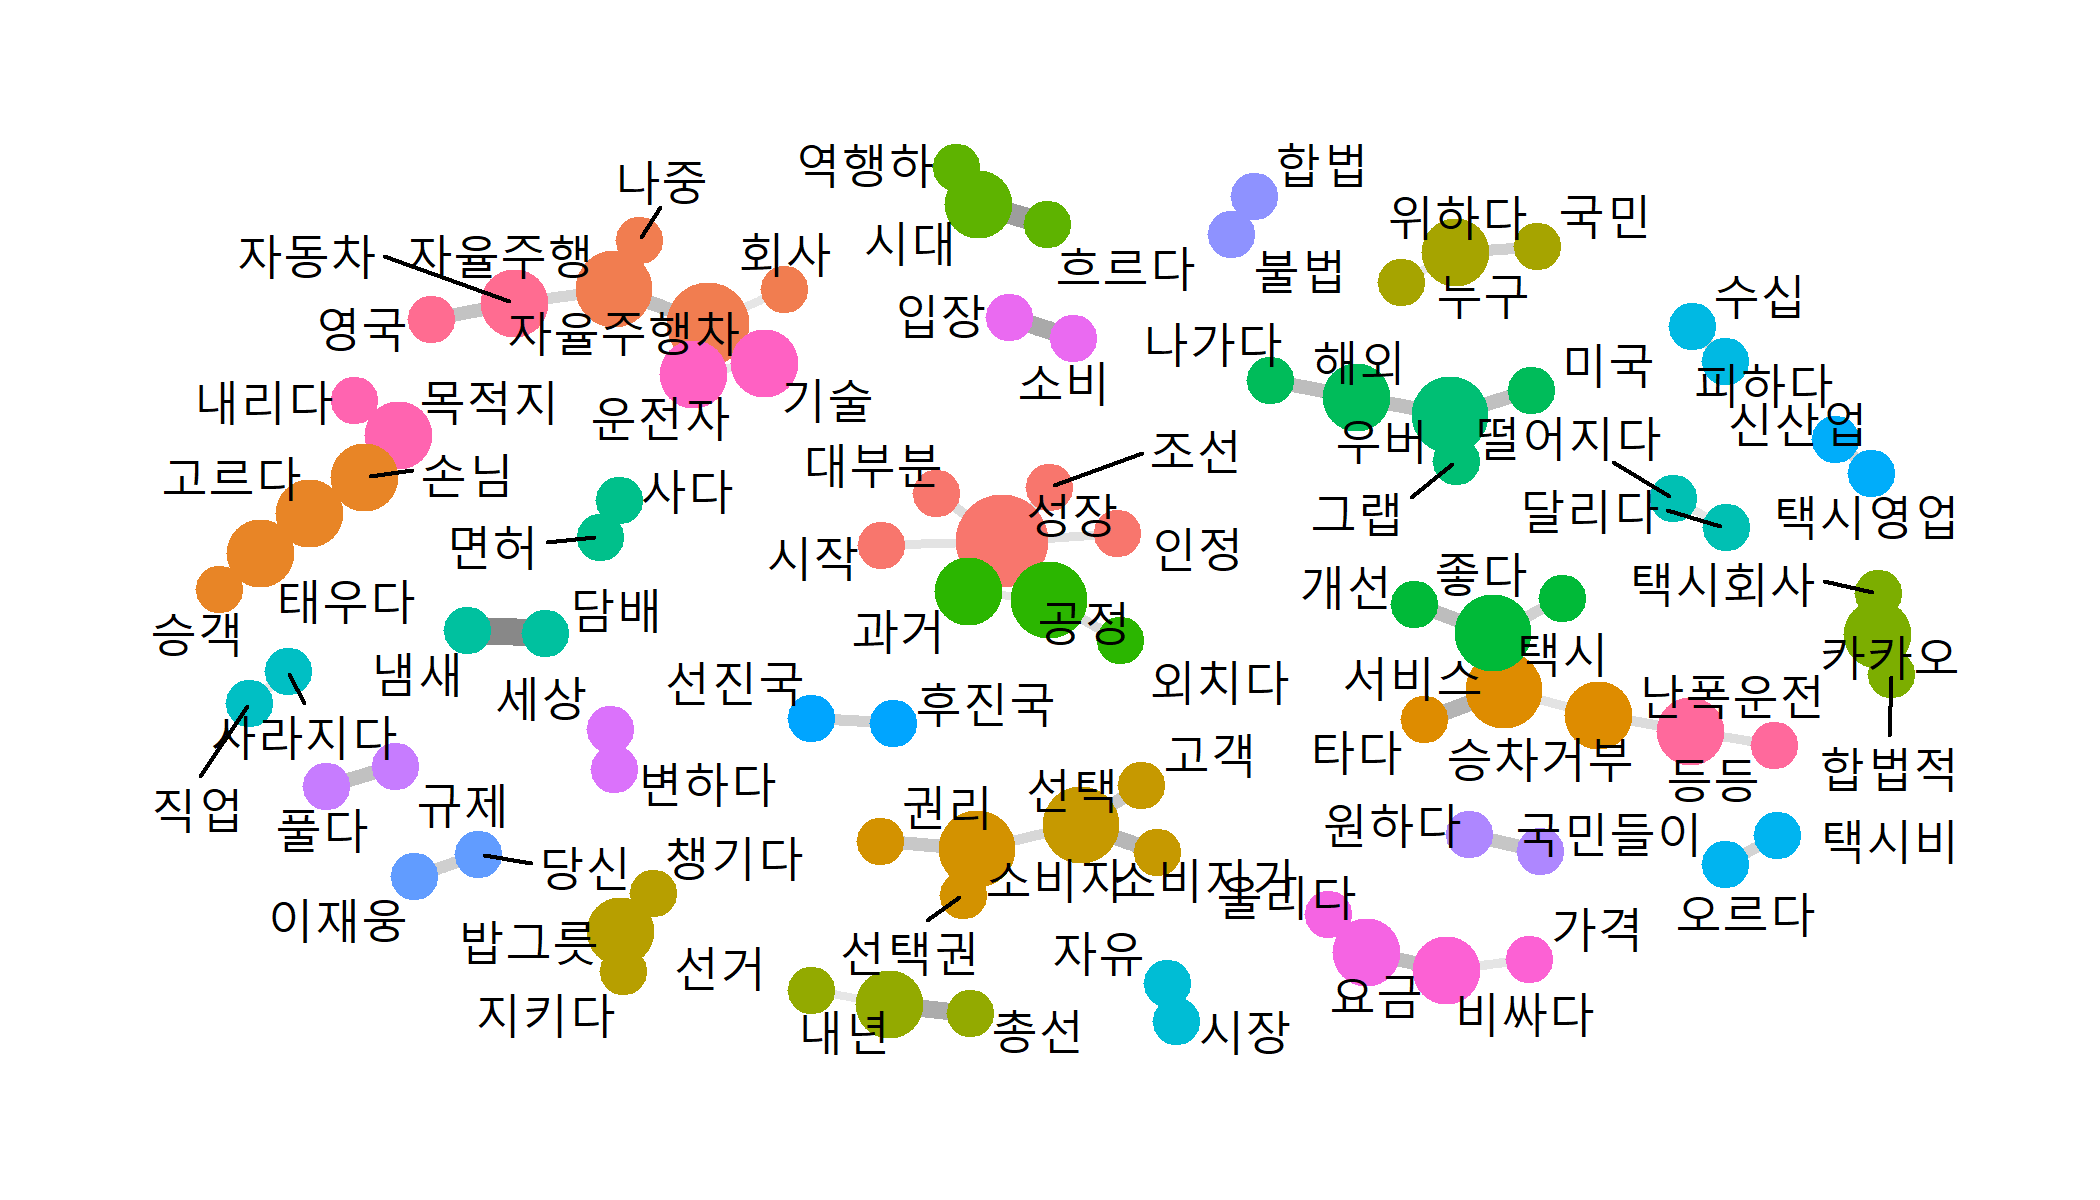 역행하
합법
나중
위하다
국민
자동차
자율주행
회사
시대
흐르다
불법
누구
수십
영국
자율주행차
입장
나가다
해외
미국
소비
피하다
내리다
목적지
기술
운전자
신산업
고르다
손님
대부분
조선
우버
떨어지다
사다
성장
그랩
달리다
택시영업
면허
시작
인정
개선
좋다
택시회사
태우다
담배
승객
과거
공정
택시
카카오
냄새
세상
선진국
후진국
외치다
서비스
난폭운전
사라지다
고객
타다
승차거부
등등
합법적
직업
풀다
규제
변하다
권리
선택
원하다
국민들이
택시비
당신
챙기다
소비자
소비자가
올리다
이재웅
밥그릇
선거
선택권
자유
가격
오르다
지키다
내년
총선
시장
요금
비싸다